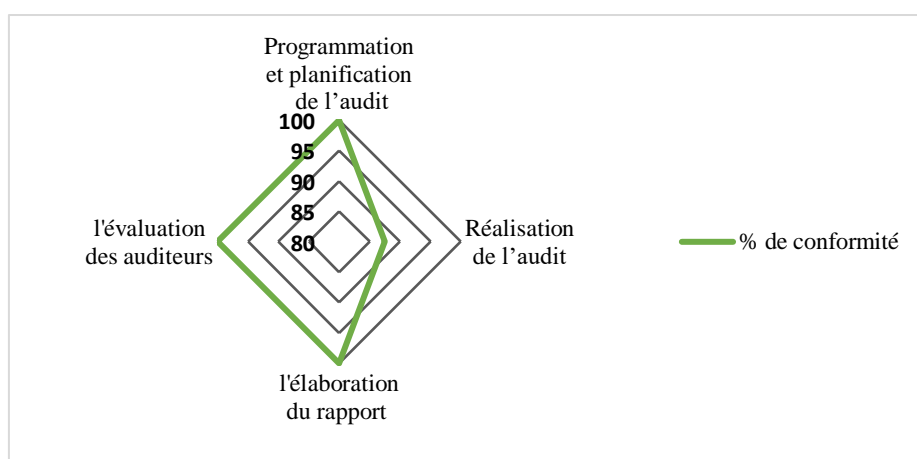 Programmation
et planification
de l’audit
100
95
90
85
80
l'évaluation
des auditeurs
Réalisation
de l’audit
% de conformité
l'élaboration
du rapport